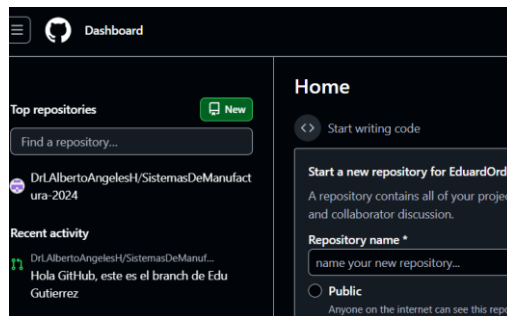 Dashboard
Top repositories
New
Find a repository...
DrLAlbertoAngelesH/SistemasDeManufact
ura-2024
Recent activity
DrLAlbertoAngelesH/SistemasDeManuf...
Hola GitHub, este es el branch de Edu
Gutierrez
Home
Start writing code
Start a new repository for EduardOrd
A repository contains all of your projec
and collaborator discussion.
Repository name *
name your new repository...
Public
Anyone on the internet can see this repo